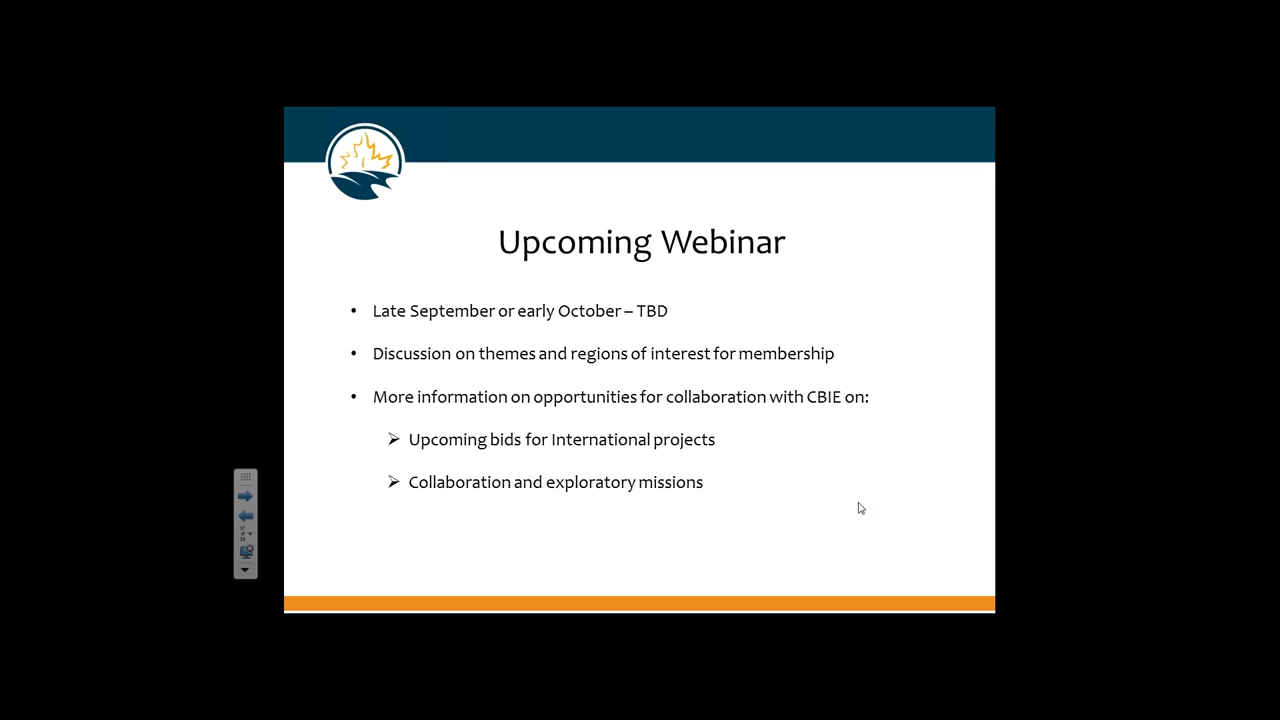 Upcoming Webinar
• Late September or early October – TBD
• Discussion on themes and regions of interest for membership
• More information on opportunities for collaboration with CBIE on:
➢ Upcoming bids for International projects
➢ Collaboration and exploratory missions